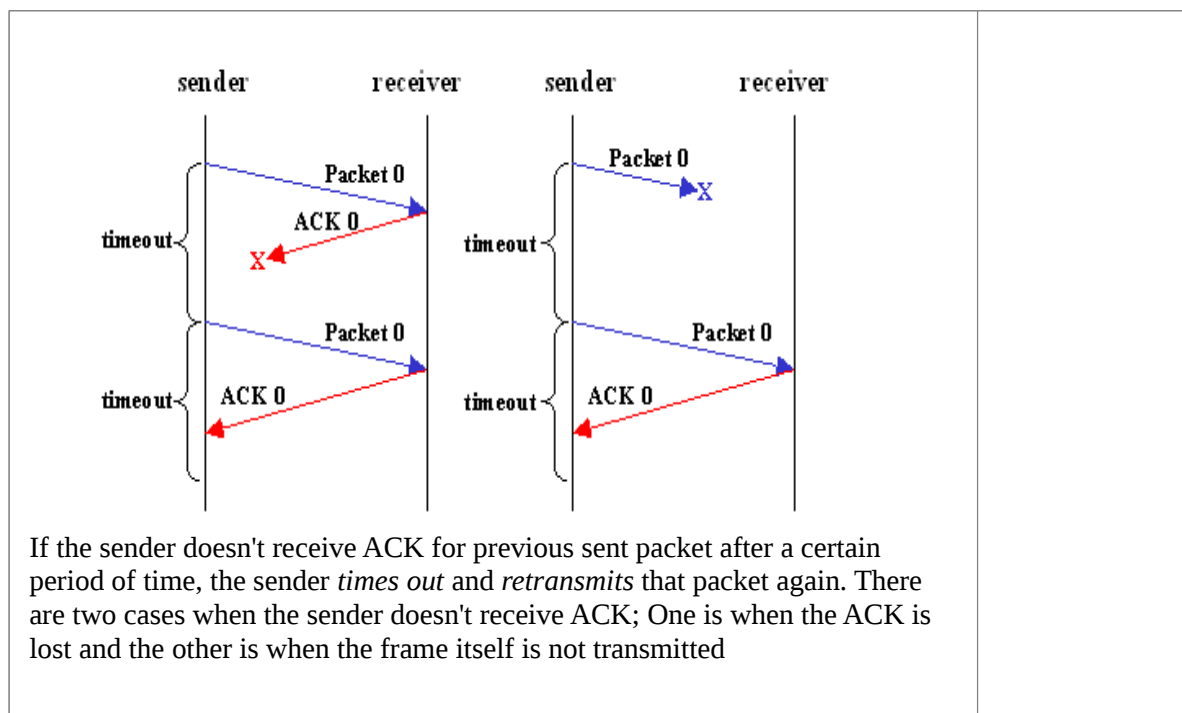 sender receiver sender receiver
Packet 0
Packet 0
ACK 0
X
X
timeout
timeout
Packet 0
Packet 0
ACK 0
ACK 0
timeout
timeout
If the sender doesn't receive ACK for previous sent packet after a certain
period of time, the sender times out and retransmits that packet again. There
are two cases when the sender doesn't receive ACK; One is when the ACK is
lost and the other is when the frame itself is not transmitted